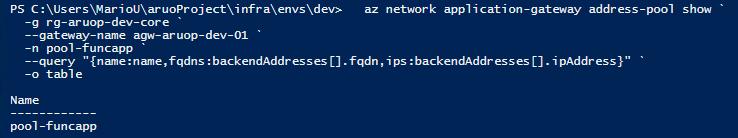 PS C:\Users\MarioU\aruoProject\infra\envs\dev>   az network application-gateway address-pool show `
  -g rg-aruop-dev-core `
  --gateway-name agw-aruop-dev-01 `
  -n pool-funcapp `
  --query "{name:name,fqdns:backendAddresses[].fqdn,ips:backendAddresses[].ipAddress}" `
  -o table
Name
------------
pool-funcapp